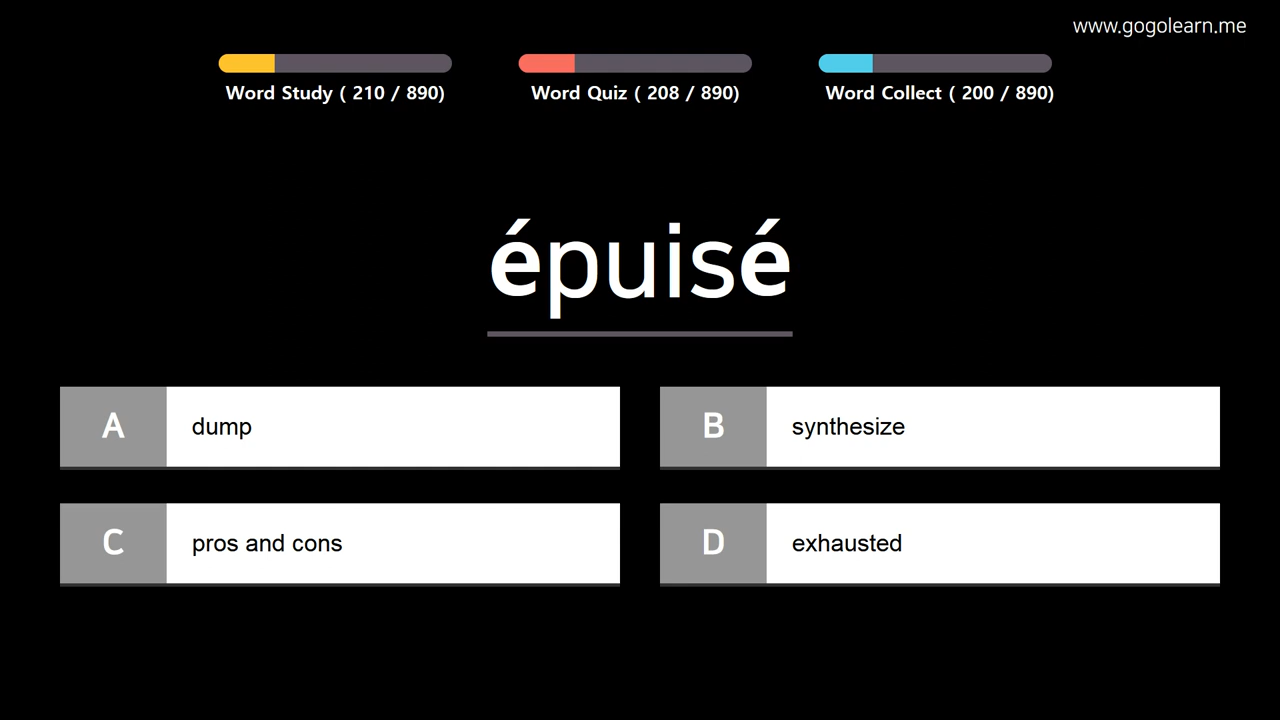 www.gogolearn.me
Word Study ( 210 / 890)
Word Quiz ( 208 / 890)
Word Collect ( 200 / 890)
épuisé
A dump
B synthesize
C pros and cons
D exhausted